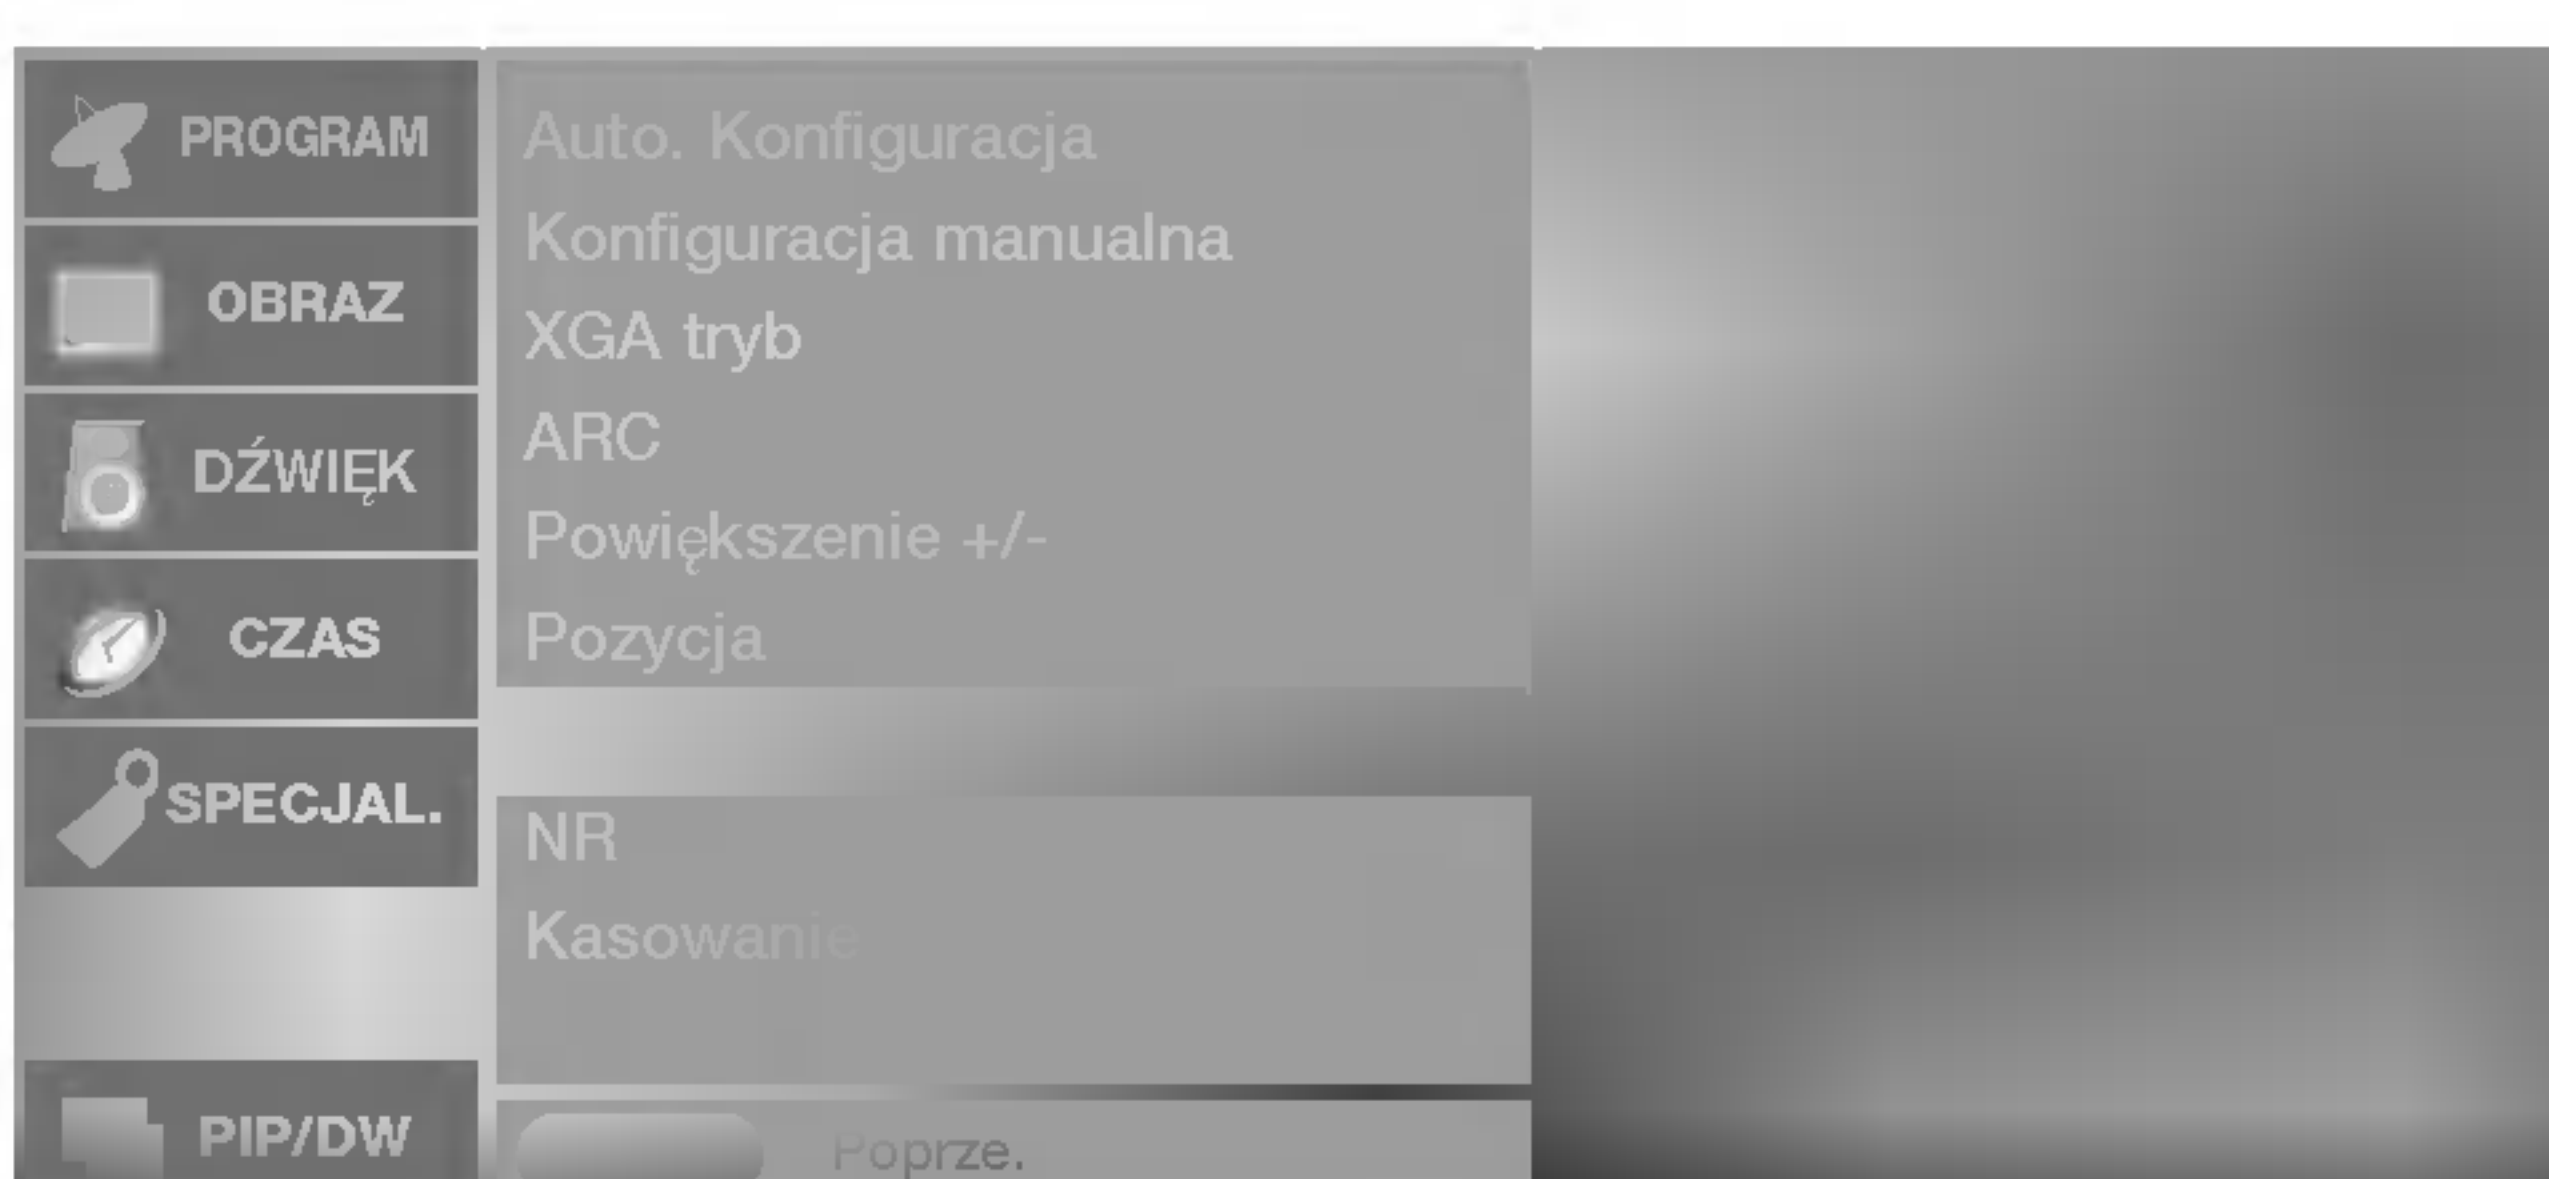 PROGRAM
OBRAZ
DŹWIĘK
CZAS
SPECJAL.
PIP/DW
Auto. Konfiguracja
Konfiguracja manualna
XGA tryb
ARC
Powiększenie +/-
Pozycja
NR
Kasowanie
Poprze.